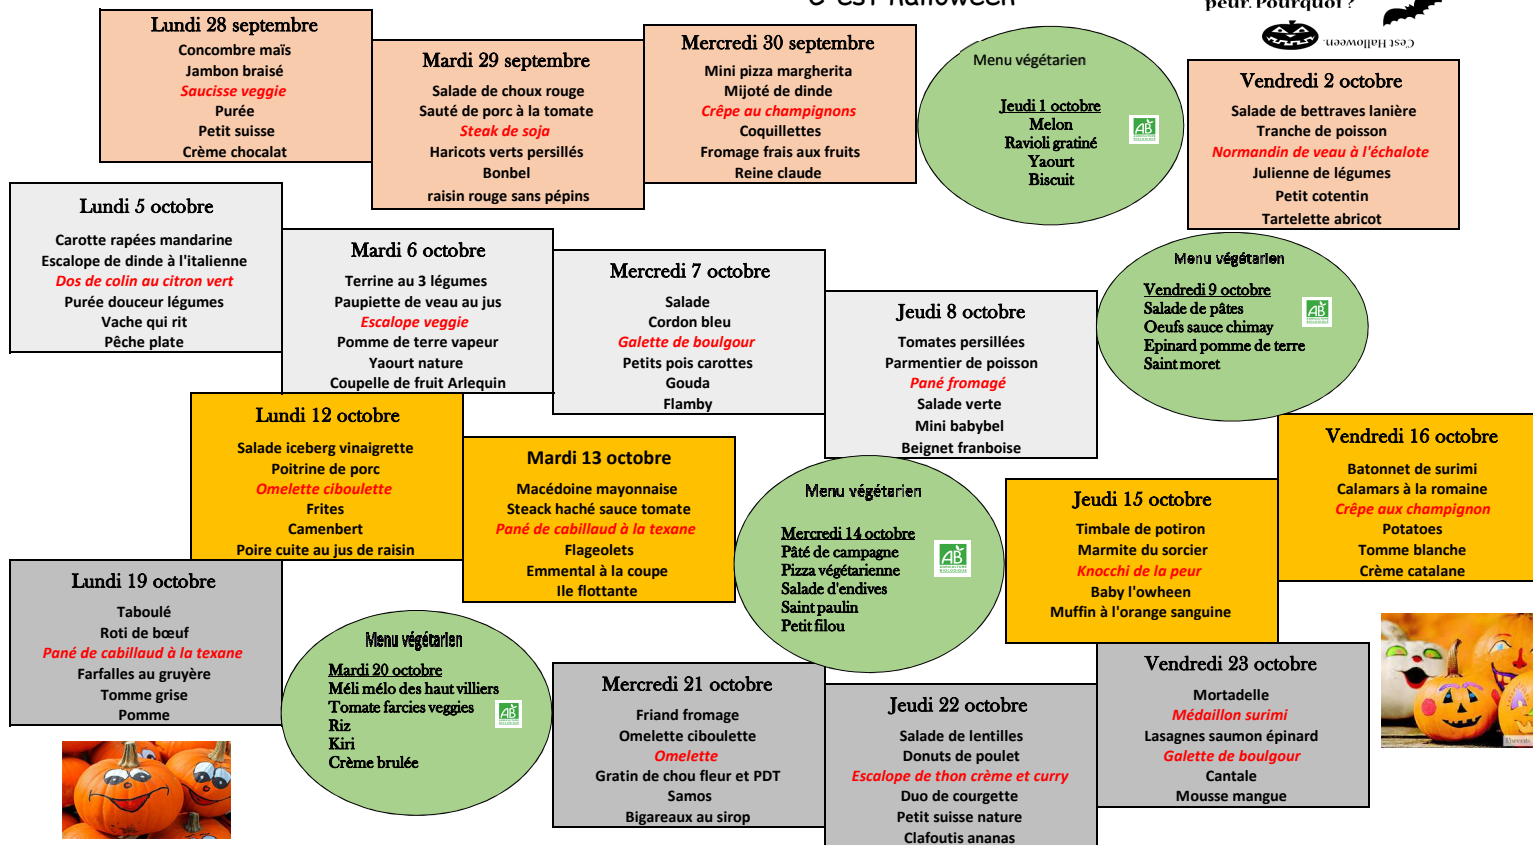 C'est Halloween
peur. Pourquoi ?
C'est Halloween.
Lundi 28 septembre
Concombre maïs
Jambon braisé
Saucisse veggie
Purée
Petit suisse
Crème chocalat
Mardi 29 septembre
Salade de choux rouge
Sauté de porc à la tomate
Steak de soja
Haricots verts persillés
Bonbel
raisin rouge sans pépins
Mercredi 30 septembre
Mini pizza margherita
Mijoté de dinde
Crêpe au champignons
Coquillettes
Fromage frais aux fruits
Reine claude
Menu végétarien
Jeudi 1 octobre
Melon
Ravioli gratiné
Yaourt
Biscuit
AB
Vendredi 2 octobre
Salade de bettraves lanière
Tranche de poisson
Normandin de veau à l'échalote
Julienne de légumes
Petit cotentin
Tartelette abricot
Lundi 5 octobre
Carotte rapées mandarine
Escalope de dinde à l'italienne
Dos de colin au citron vert
Purée douceur légumes
Vache qui rit
Pêche plate
Mardi 6 octobre
Terrine au 3 légumes
Paupiette de veau au jus
Escalope veggie
Pomme de terre vapeur
Yaourt nature
Coupelle de fruit Arlequin
Mercredi 7 octobre
Salade
Cordon bleu
Galette de boulgour
Petits pois carottes
Gouda
Flamby
Jeudi 8 octobre
Tomates persillées
Parmentier de poisson
Pané fromagé
Salade verte
Mini babybel
Beignet franboise
Menu végétarien
Vendredi 9 octobre
Salade de pâtes
Oeufs sauce chimay
Epinard pomme de terre
Saint moret
AB
Lundi 12 octobre
Salade iceberg vinaigrette
Poitrine de porc
Omelette ciboulette
Frites
Camenbert
Poire cuite au jus de raisin
Mardi 13 octobre
Macédoine mayonnaise
Steack haché sauce tomate
Pané de cabillaud à la texane
Flageolets
Emmental à la coupe
Ile flottante
Menu végétarien
Mercredi 14 octobre
Pâté de campagne
Pizza végétarienne
Salade d'endives
Saint paulin
Petit filou
AB
Jeudi 15 octobre
Timbale de potiron
Marmite du sorcier
Knocchi de la peur
Baby l'owheen
Muffin à l'orange sanguine
Vendredi 16 octobre
Batonnet de surimi
Calamars à la romaine
Crêpe aux champignon
Potatoes
Tomme blanche
Crème catalane
Lundi 19 octobre
Taboulé
Roti de bœuf
Pané de cabillaud à la texane
Farfalles au gruyère
Tomme grise
Pomme
Menu végétarien
Mardi 20 octobre
Méli mélo des haut villiers
Tomate farcies veggies
Riz
Kiri
Crème brulée
AB
Mercredi 21 octobre
Friand fromage
Omelette ciboulette
Omelette
Gratin de chou fleur et PDT
Samos
Bigareaux au sirop
Jeudi 22 octobre
Salade de lentilles
Donuts de poulet
Escalope de thon crème et curry
Duo de courgette
Petit suisse nature
Clafoutis ananas
Vendredi 23 octobre
Mortadelle
Médaillon surimi
Lasagnes saumon épinard
Galette de boulgour
Cantale
Mousse mangue